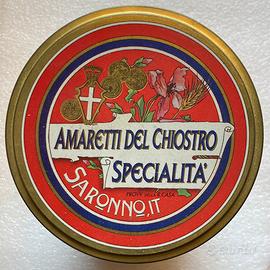 AMARETTI DEL CHIOSTRO
SPECIALITA'
SARONNO, IT